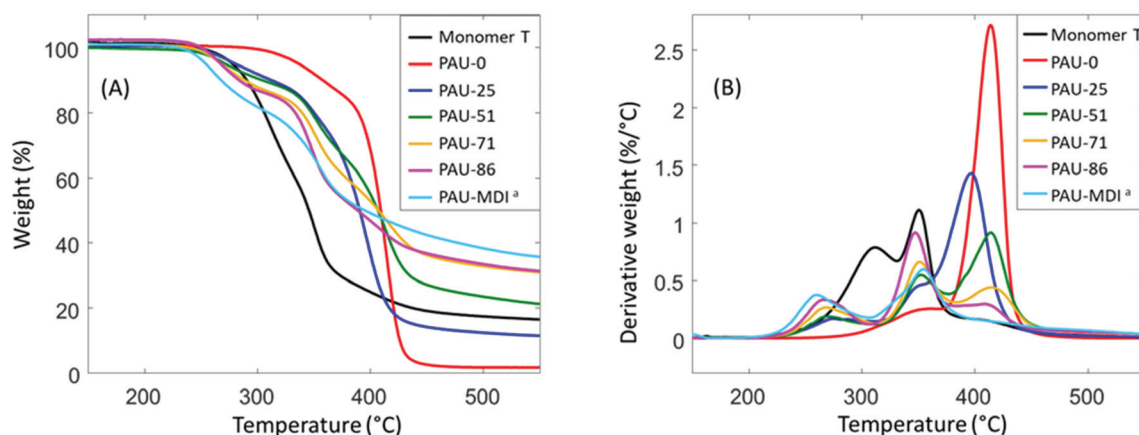 (A)
Monomer T
PAU-0
PAU-25
PAU-51
PAU-71
PAU-86
PAU-MDI a
Weight (%)
100
80
60
40
20
0
200
300
400
500
Temperature (°C)
(B)
Monomer T
PAU-0
PAU-25
PAU-51
PAU-71
PAU-86
PAU-MDI a
Derivative weight (%/°C)
2.5
2
1.5
1
0.5
0
200
300
400
500
Temperature (°C)